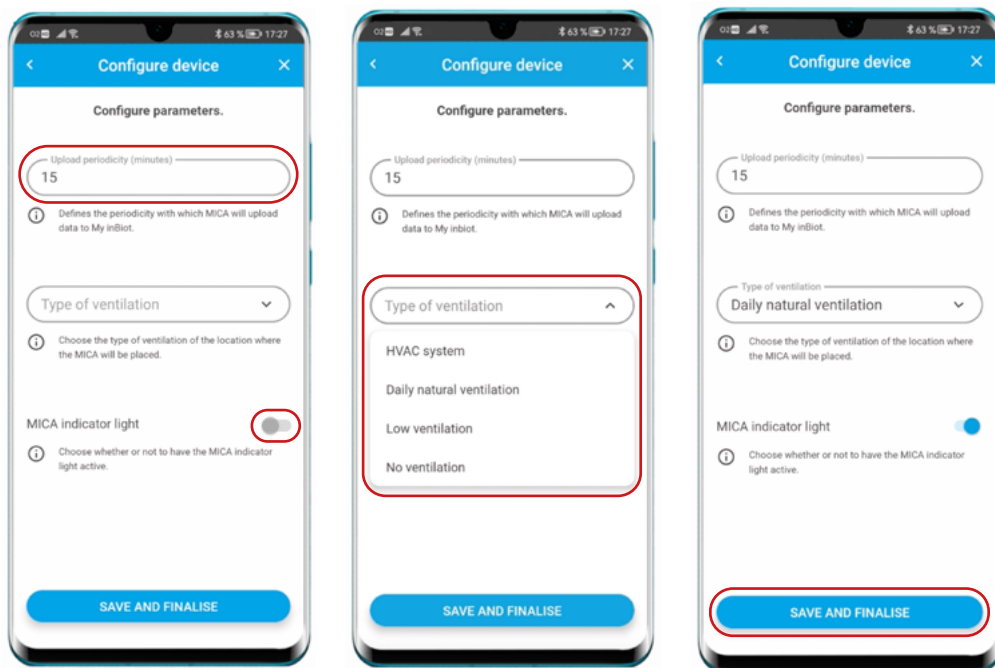 O2 63 % 17:27
Configure device
Configure parameters.
Upload periodicity (minutes)
15
Defines the periodicity with which MICA will upload
data to My inBiot.
Type of ventilation
Choose the type of ventilation of the location where
the MICA will be placed.
MICA indicator light
Choose whether or not to have the MICA indicator
light active.
SAVE AND FINALISE
O2 63 % 17:27
Configure device
Configure parameters.
Upload periodicity (minutes)
15
Defines the periodicity with which MICA will upload
data to My inbiot.
Type of ventilation
HVAC system
Daily natural ventilation
Low ventilation
No ventilation
SAVE AND FINALISE
O2 63 % 17:27
Configure device
Configure parameters.
Upload periodicity (minutes)
15
Defines the periodicity with which MICA will upload
data to My inBiot.
Type of ventilation
Daily natural ventilation
Choose the type of ventilation of the location where
the MICA will be placed.
MICA indicator light
Choose whether or not to have the MICA indicator
light active.
SAVE AND FINALISE